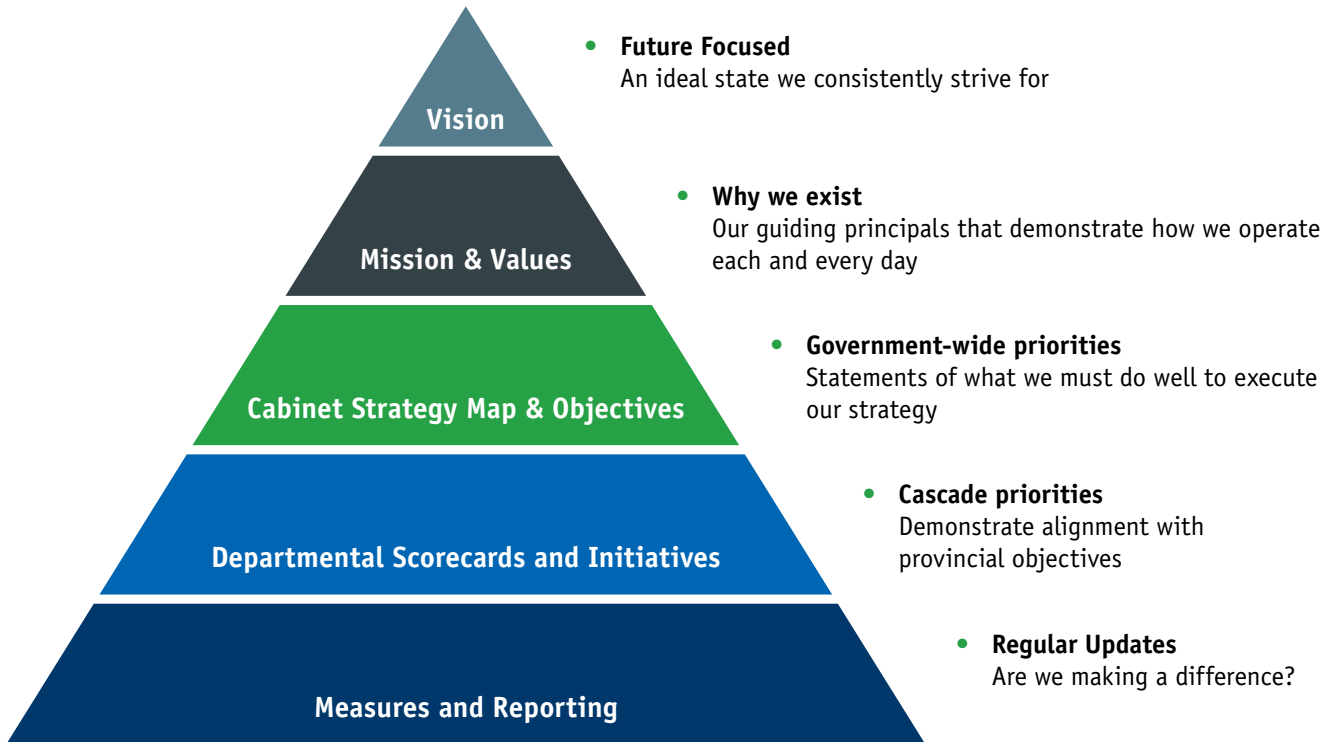 Vision
• Future Focused
An ideal state we consistently strive for
Mission & Values
• Why we exist
Our guiding principals that demonstrate how we operate
each and every day
Cabinet Strategy Map & Objectives
• Government-wide priorities
Statements of what we must do well to execute
our strategy
Departmental Scorecards and Initiatives
• Cascade priorities
Demonstrate alignment with
provincial objectives
Measures and Reporting
• Regular Updates
Are we making a difference?